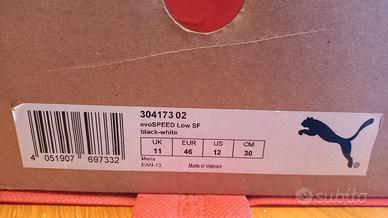 304173 02
evoSPEED Low SF
black-white
UK EUR US CM
11 46 12 30
Mens
EAN-13 Made in Vietnam
4 051907 697332
subito